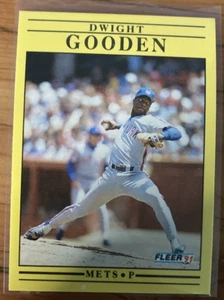 DWIGHT
GOODEN
FLEER 91
METS • P